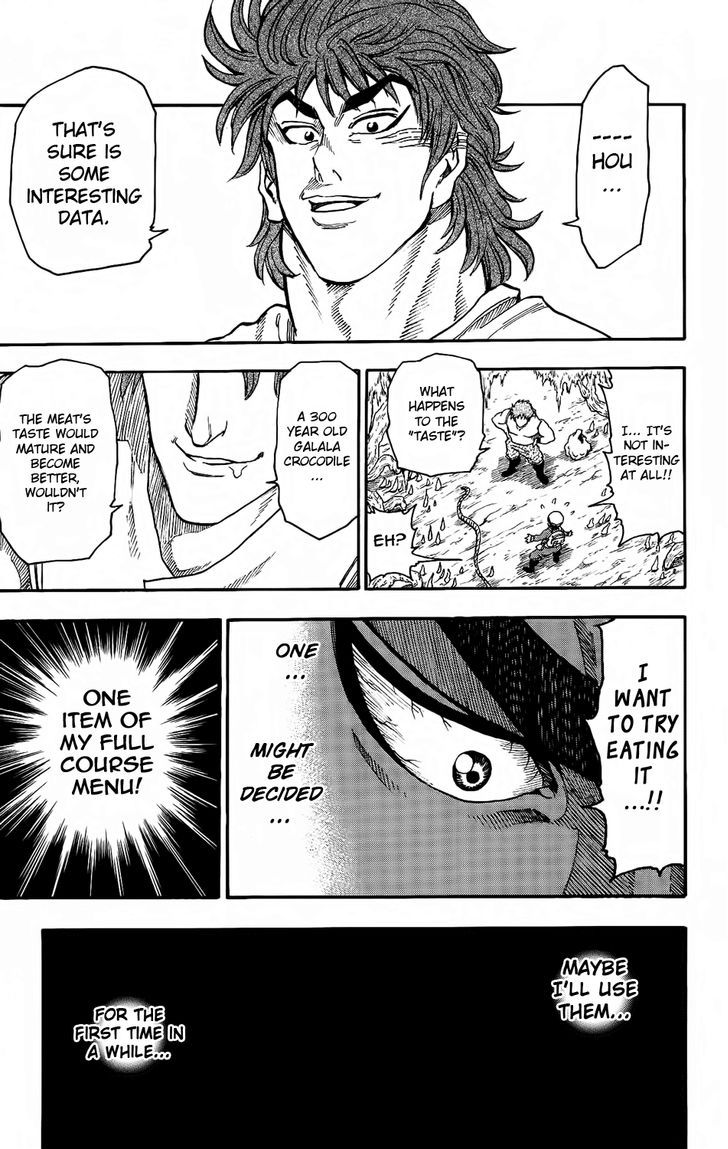 ----
HOU
...
THAT'S
SURE IS
SOME
INTERESTING
DATA.
I... IT'S
NOT IN-
TERESTING
AT ALL!!
WHAT
HAPPENS
TO THE
"TASTE"?
EH?
A 300
YEAR OLD
GALALA
CROCODILE
...
THE MEAT'S
TASTE WOULD
MATURE AND
BECOME
BETTER,
WOULDN'T
IT?
I
WANT
TO TRY
EATING
IT
...!!
ONE
...
MIGHT
BE
DECIDED
...
ONE
ITEM OF
MY FULL
COURSE
MENU!
MAYBE
I'LL USE
THEM...
FOR THE
FIRST TIME IN
A WHILE...